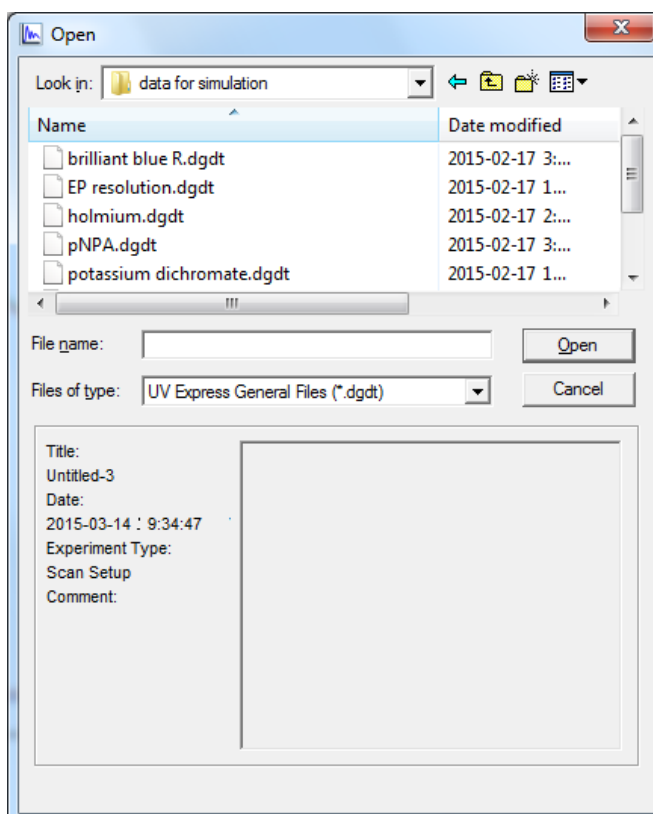 Open
Look in: data for simulation
Name Date modified
brilliant blue R.dgdt 2015-02-17 3:...
EP resolution.dgdt 2015-02-17 1...
holmium.dgdt 2015-02-17 2:...
pNPA.dgdt 2015-02-17 3:...
potassium dichromate.dgdt 2015-02-17 1...
File name: Open
Files of type: UV Express General Files (*.dgdt) Cancel
Title:
Untitled-3
Date:
2015-03-14 : 9:34:47
Experiment Type:
Scan Setup
Comment: